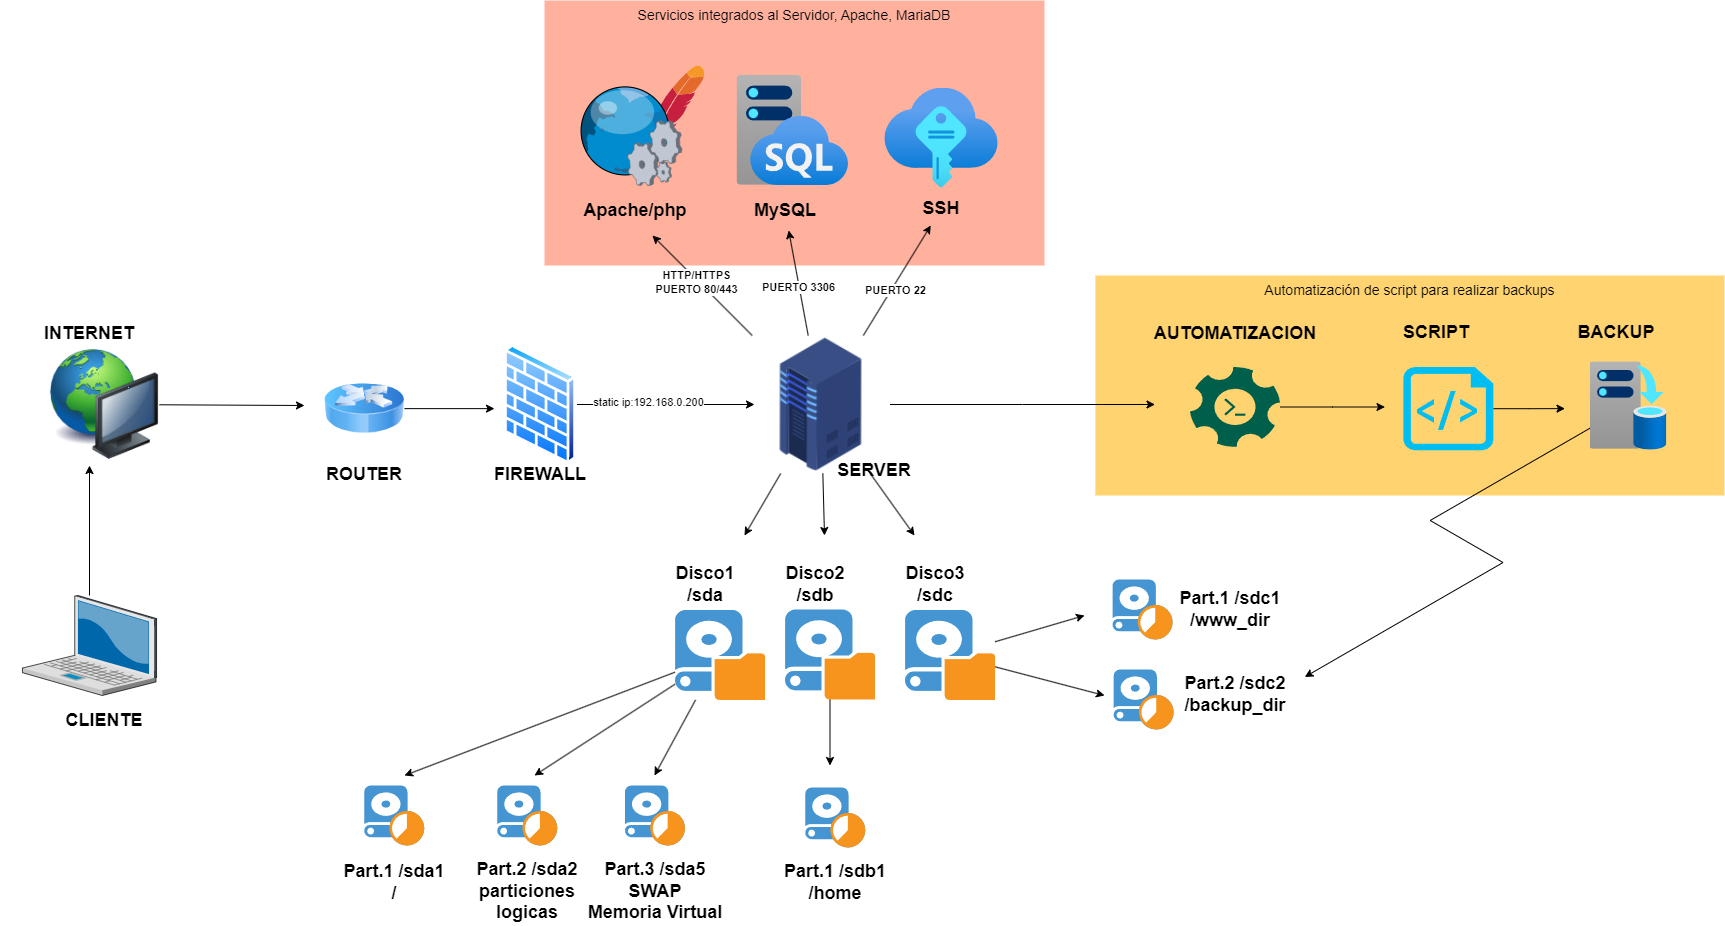 Servicios integrados al Servidor, Apache, MariaDB
SQL
Apache/php
MySQL
SSH
HTTP/HTTPS
PUERTO 80/443
PUERTO 3306
PUERTO 22
Automatización de script para realizar backups
AUTOMATIZACION
SCRIPT
BACKUP
>_
</>
INTERNET
ROUTER
FIREWALL
static ip:192.168.0.200
SERVER
CLIENTE
Disco1
/sda
Disco2
/sdb
Disco3
/sdc
Part.1 /sdc1
/www_dir
Part.2 /sdc2
/backup_dir
Part.1 /sda1
/
Part.2 /sda2
particiones
logicas
Part.3 /sda5
SWAP
Memoria Virtual
Part.1 /sdb1
/home